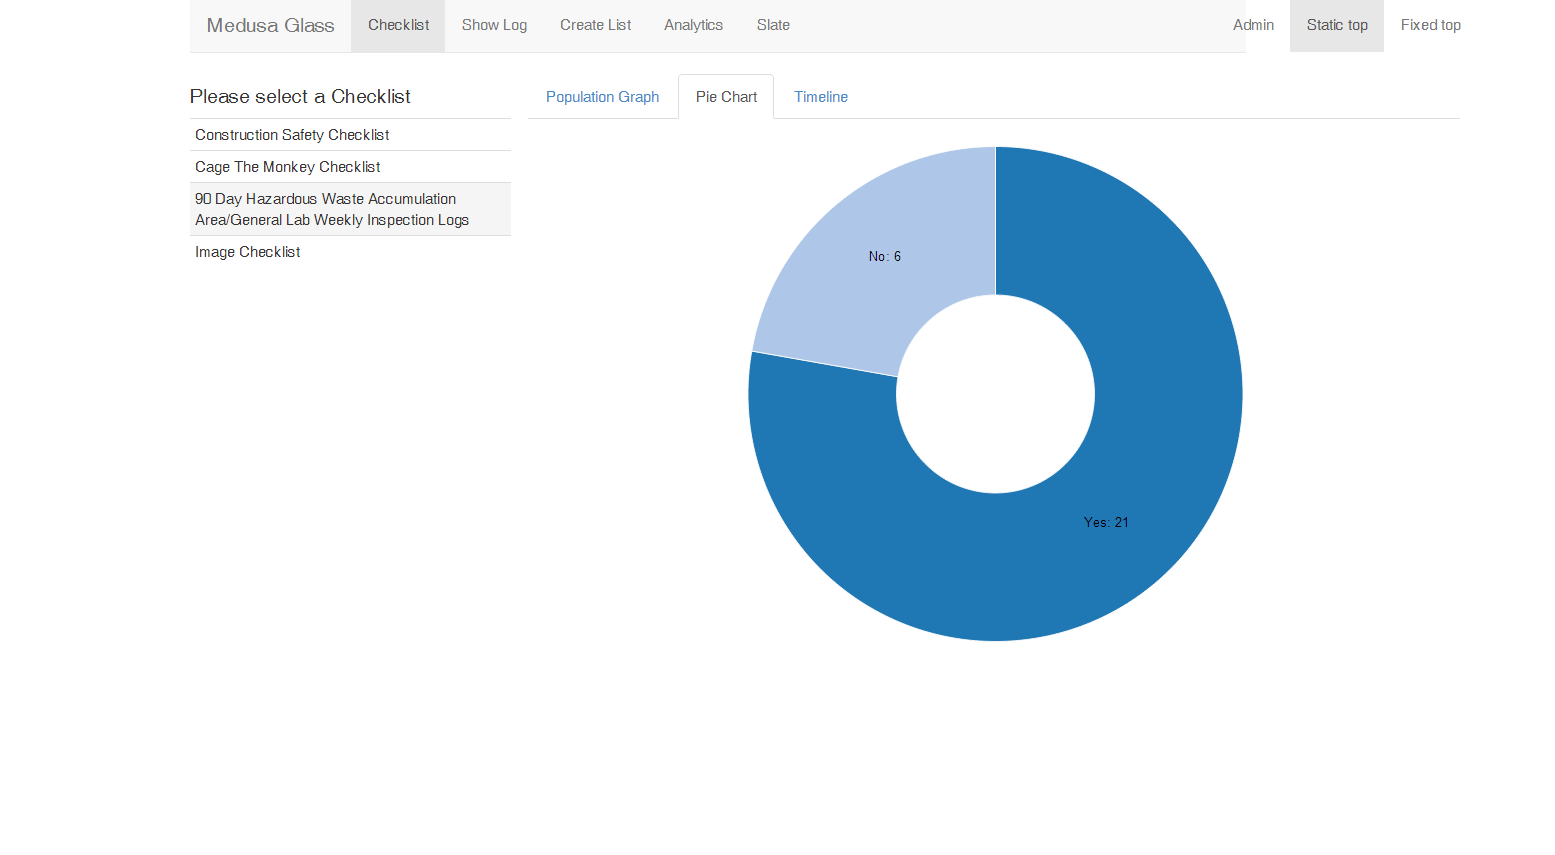 Medusa Glass Checklist Show Log Create List Analytics Slate Admin Static top Fixed top
Please select a Checklist
Construction Safety Checklist
Cage The Monkey Checklist
90 Day Hazardous Waste Accumulation
Area/General Lab Weekly Inspection Logs
Image Checklist
Population Graph Pie Chart Timeline
No: 6
Yes: 21